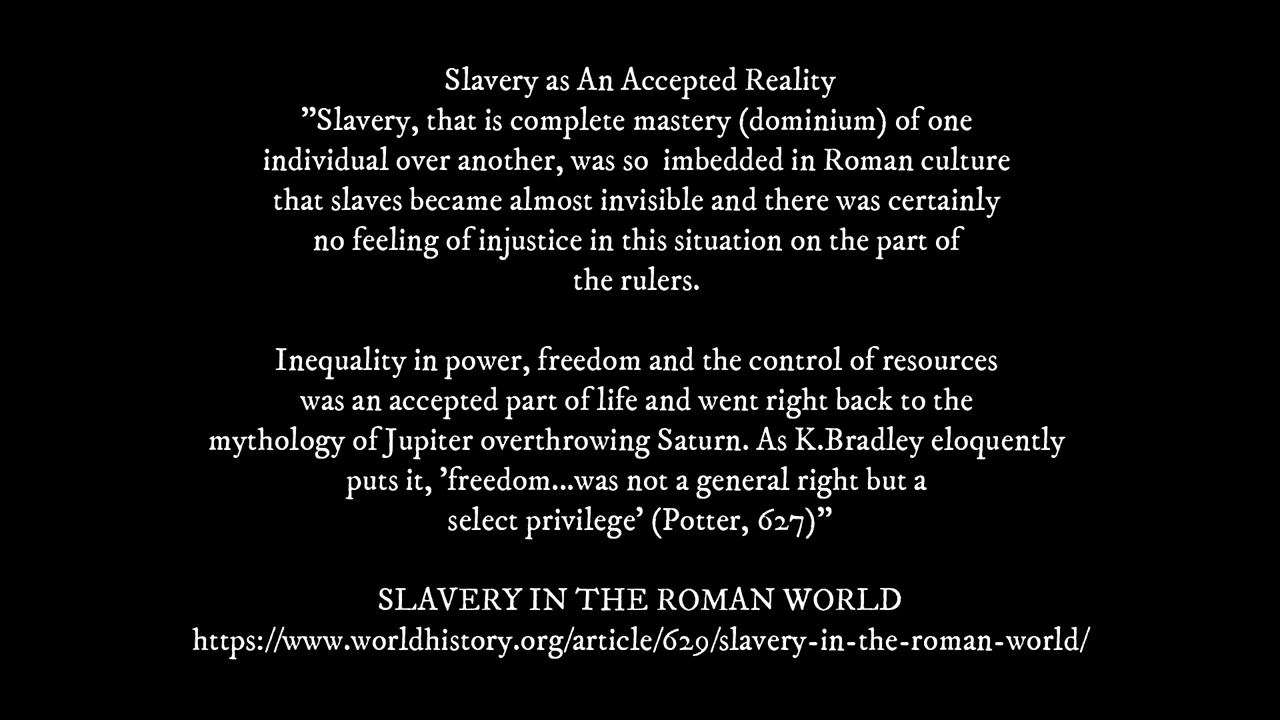 Slavery as An Accepted Reality
”Slavery, that is complete mastery (dominium) of one
individual over another, was so  imbedded in Roman culture
that slaves became almost invisible and there was certainly
no feeling of injustice in this situation on the part of
the rulers.
Inequality in power, freedom and the control of resources
was an accepted part of life and went right back to the
mythology of Jupiter overthrowing Saturn. As K.Bradley eloquently
puts it, ’freedom...was not a general right but a
select privilege’ (Potter, 627)”
SLAVERY IN THE ROMAN WORLD
https://www.worldhistory.org/article/629/slavery-in-the-roman-world/